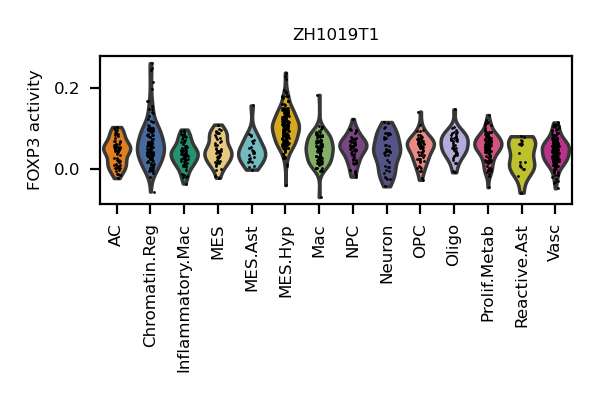 ZH1019T1
FOXP3 activity
0.2
0.0
AC
Chromatin.Reg
Inflammatory.Mac
MES
MES.Ast
MES.Hyp
Mac
NPC
Neuron
OPC
Oligo
Prolif.Metab
Reactive.Ast
Vasc